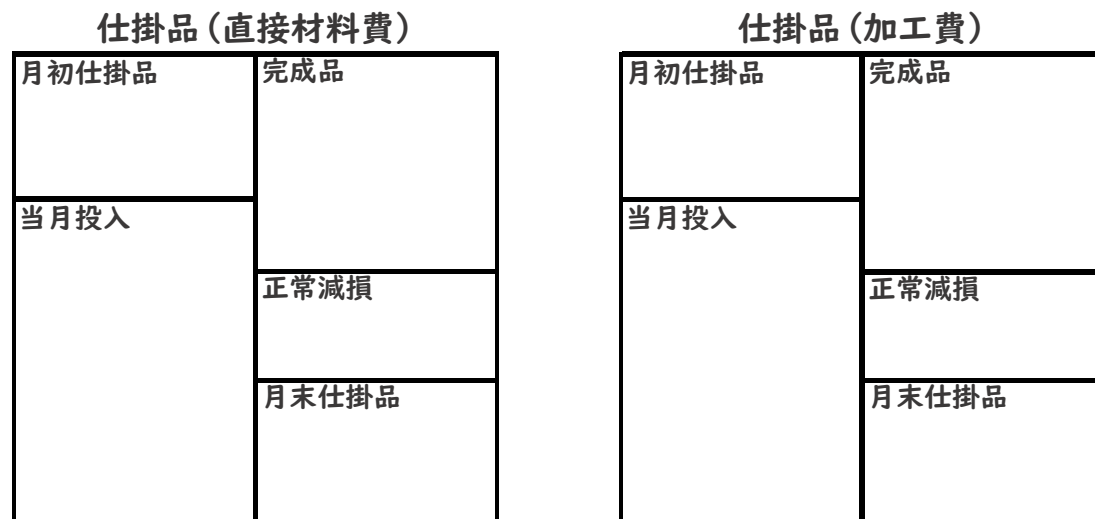 仕掛品（直接材料費）
月初仕掛品
完成品
当月投入
正常減損
月末仕掛品
仕掛品（加工費）
月初仕掛品
完成品
当月投入
正常減損
月末仕掛品